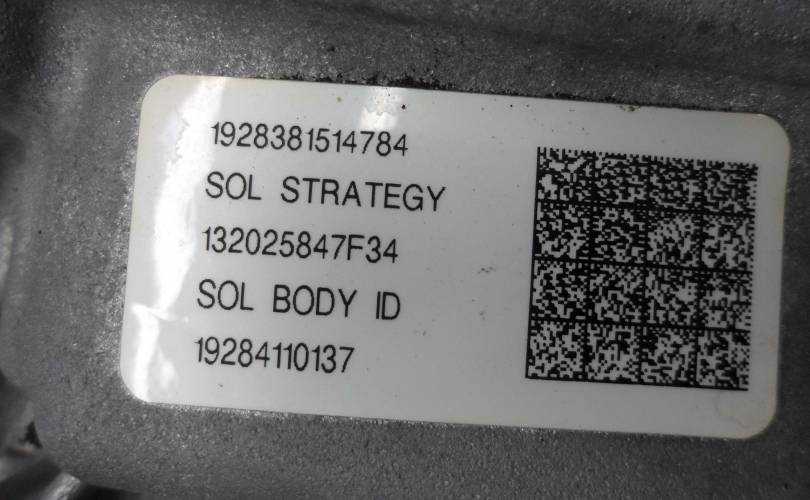 1928381514784
SOL STRATEGY
132025847F34
SOL BODY ID
19284110137